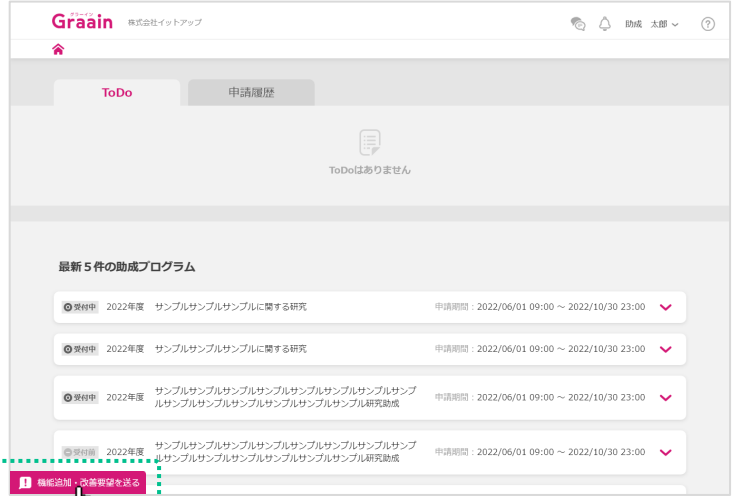 グラーイン
Graain 株式会社イットアップ 助成 太郎
ToDo 申請履歴
ToDoはありません
最新５件の助成プログラム
受付中 2022年度 サンプルサンプルサンプルに関する研究 申請期間：2022/06/01 09:00 ～ 2022/10/30 23:00
受付中 2022年度 サンプルサンプルサンプルに関する研究 申請期間：2022/06/01 09:00 ～ 2022/10/30 23:00
受付中 2022年度 サンプルサンプルサンプルサンプルサンプルサンプルサンプルサンプ
ルサンプルサンプルサンプルサンプルサンプルサンプル研究助成 申請期間：2022/06/01 09:00 ～ 2022/10/30 23:00
受付前 2022年度 サンプルサンプルサンプルサンプルサンプルサンプルサンプルサンプ
ルサンプルサンプルサンプルサンプルサンプルサンプル研究助成 申請期間：2022/06/01 09:00 ～ 2022/10/30 23:00
機能追加・改善要望を送る